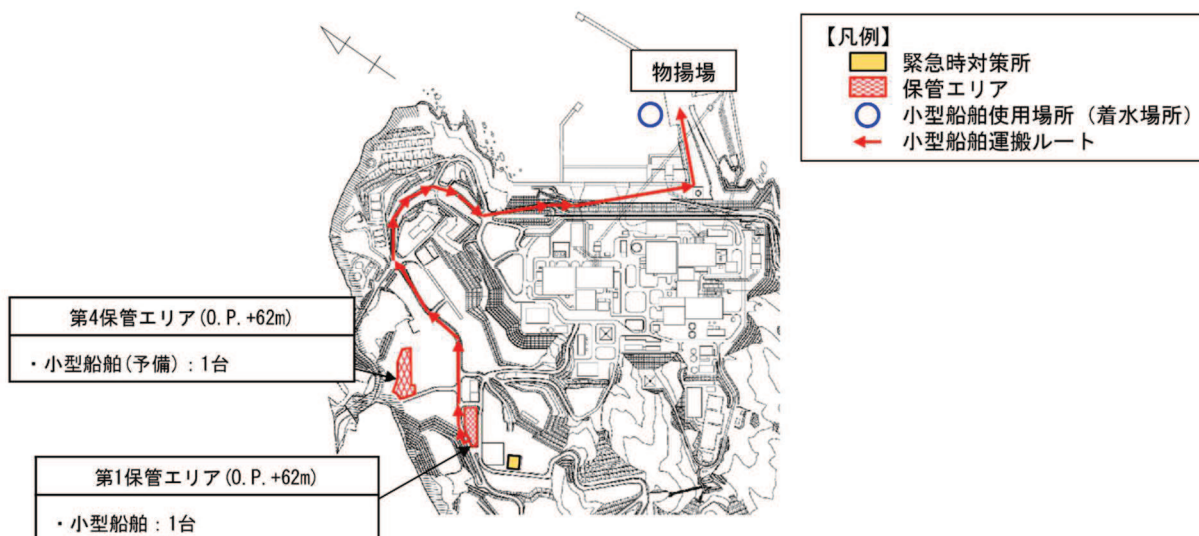 物揚場
【凡例】
緊急時対策所
保管エリア
小型船舶使用場所（着水場所）
小型船舶運搬ルート
第4保管エリア(O.P.+62m)
・小型船舶(予備)：1台
第1保管エリア(O.P.+62m)
・小型船舶：1台